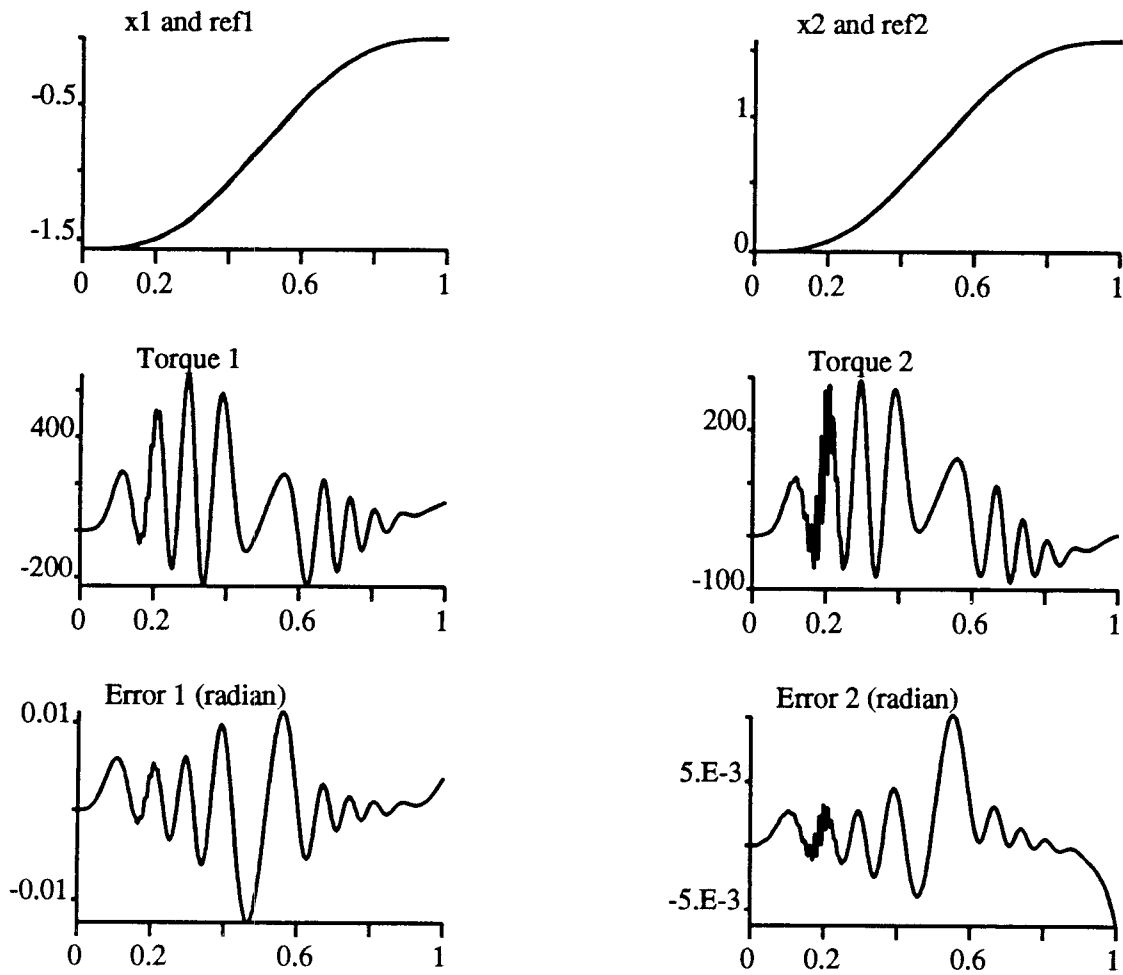 x1 and ref1
-0.5
-1.5
0 0.2 0.6 1
x2 and ref2
1
0
0 0.2 0.6 1
Torque 1
400
-200
0 0.2 0.6 1
Torque 2
200
-100
0 0.2 0.6 1
Error 1 (radian)
0.01
-0.01
0 0.2 0.6 1
Error 2 (radian)
5.E-3
-5.E-3
0 0.2 0.6 1